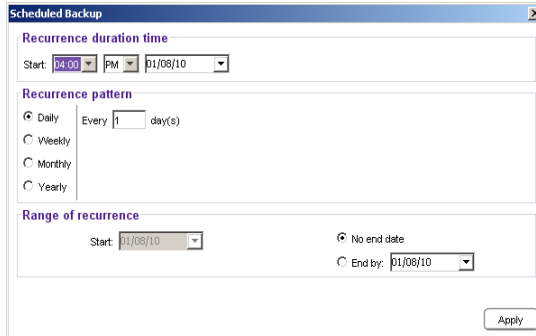 Scheduled Backup
Recurrence duration time
Start: 04:00 PM 01/08/10
Recurrence pattern
Daily Every 1 day(s)
Weekly
Monthly
Yearly
Range of recurrence
Start: 01/08/10 No end date
End by: 01/08/10
Apply